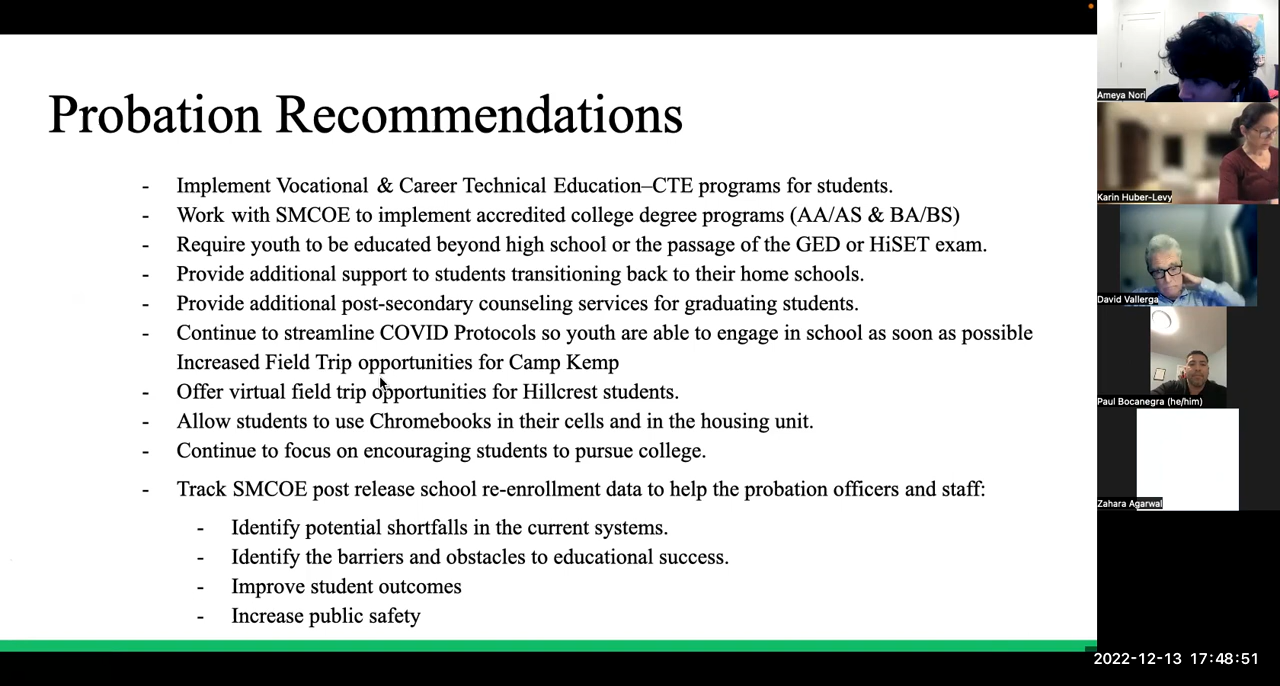 Probation Recommendations
- Implement Vocational & Career Technical Education–CTE programs for students.
- Work with SMCOE to implement accredited college degree programs (AA/AS & BA/BS)
- Require youth to be educated beyond high school or the passage of the GED or HiSET exam.
- Provide additional support to students transitioning back to their home schools.
- Provide additional post-secondary counseling services for graduating students.
- Continue to streamline COVID Protocols so youth are able to engage in school as soon as possible
Increased Field Trip opportunities for Camp Kemp
- Offer virtual field trip opportunities for Hillcrest students.
- Allow students to use Chromebooks in their cells and in the housing unit.
- Continue to focus on encouraging students to pursue college.
- Track SMCOE post release school re-enrollment data to help the probation officers and staff:
- Identify potential shortfalls in the current systems.
- Identify the barriers and obstacles to educational success.
- Improve student outcomes
- Increase public safety
Ameya Nori
Karin Huber-Levy
David Vallerga
Paul Bocanegra (he/him)
Zahara Agarwal
2022-12-13 17:48:51